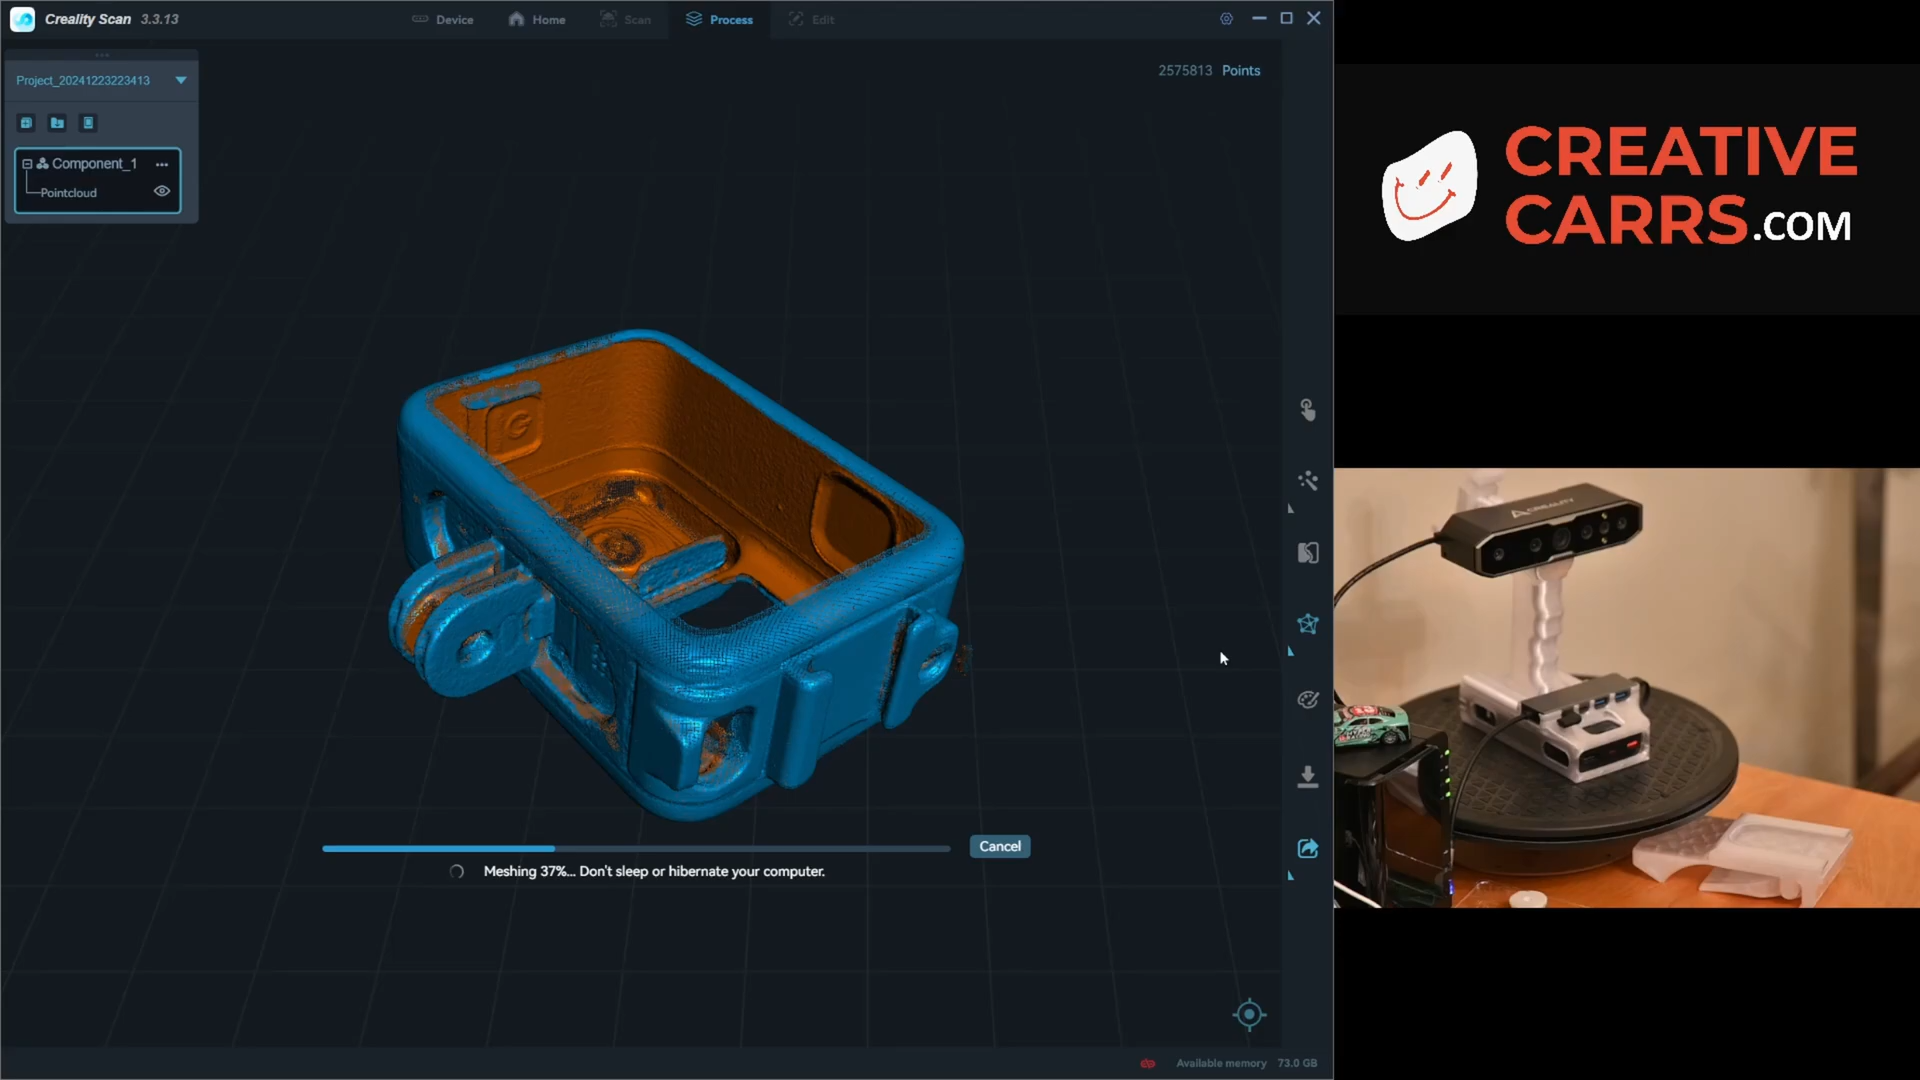 Creality Scan 3.3.13
Device
Home
Scan
Process
Edit
Project_20241223223413
2575813 Points
Component_1
Pointcloud
Cancel
Meshing 37%... Don't sleep or hibernate your computer.
Available memory 73.0 GB
CREATIVE
CARRS.COM
CREALITY